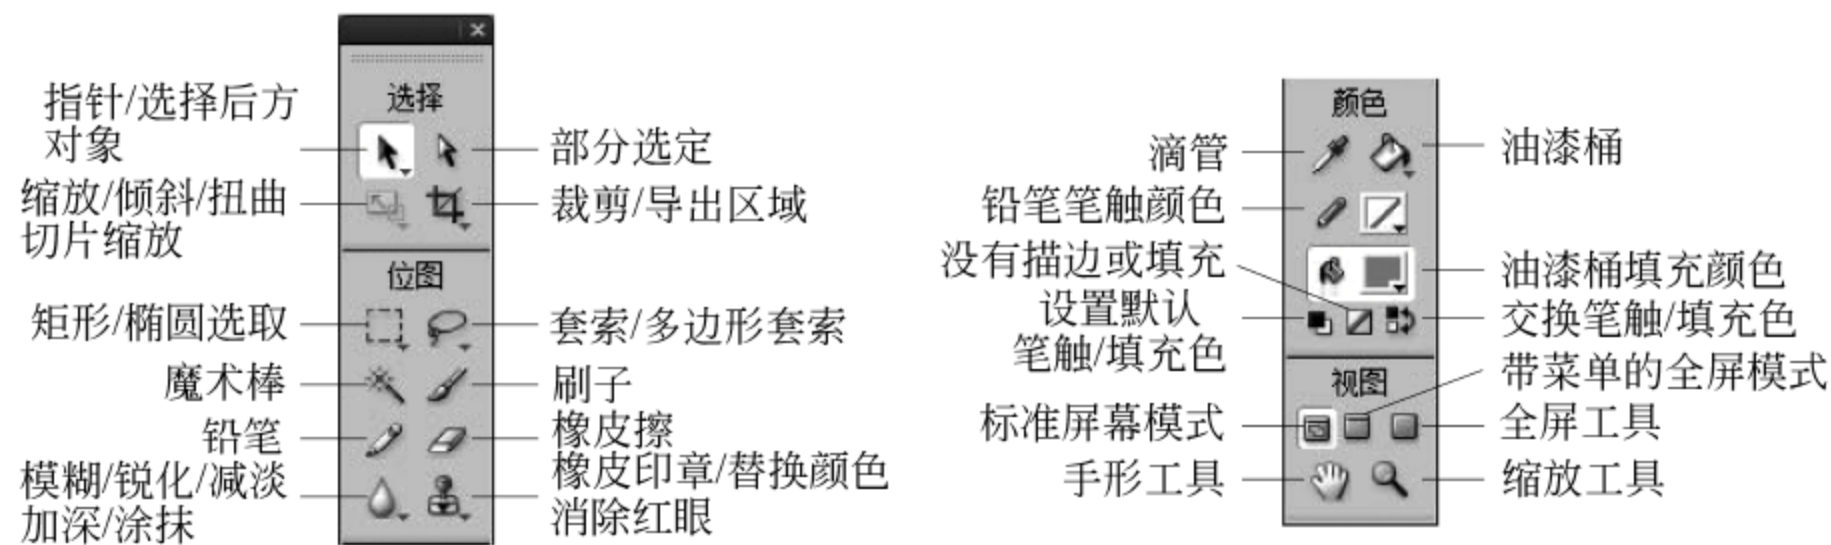 选择
指针/选择后方
对象
部分选定
缩放/倾斜/扭曲
切片缩放
裁剪/导出区域
位图
矩形/椭圆选取
套索/多边形套索
魔术棒
刷子
铅笔
橡皮擦
模糊/锐化/减淡
加深/涂抹
橡皮印章/替换颜色
消除红眼
颜色
滴管
油漆桶
铅笔笔触颜色
没有描边或填充
油漆桶填充颜色
设置默认
笔触/填充色
交换笔触/填充色
视图
带菜单的全屏模式
标准屏幕模式
全屏工具
手形工具
缩放工具